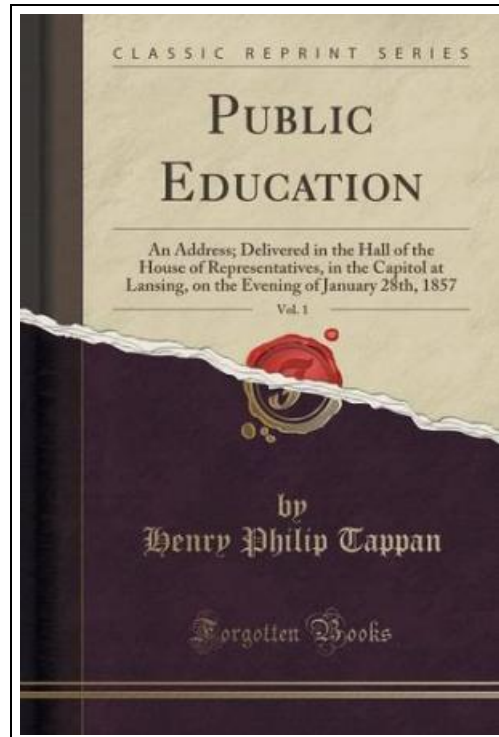 CLASSIC REPRINT SERIES
PUBLIC
EDUCATION
An Address; Delivered in the Hall of the
House of Representatives, in the Capitol at
Lansing, on the Evening of January 28th, 1857
Vol. 1
F
by
Henry Philip Tappan
Forgotten Books